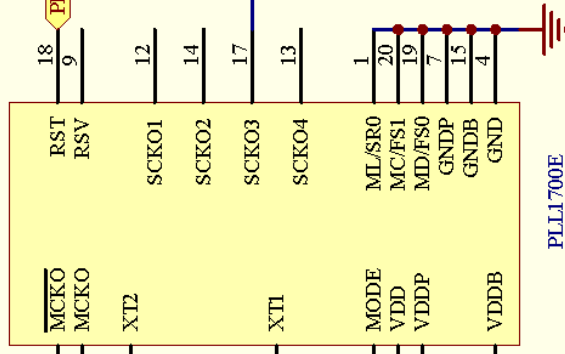 18
9
12
14
17
13
1
20
19
7
15
4
RST
RSV
SCKO1
SCKO2
SCKO3
SCKO4
ML/SR0
MC/FS1
MD/FS0
GNDP
GNDB
GND
MCKO
MCKO
XT2
XT1
MODE
VDD
VDDP
VDDB
PLL1700E